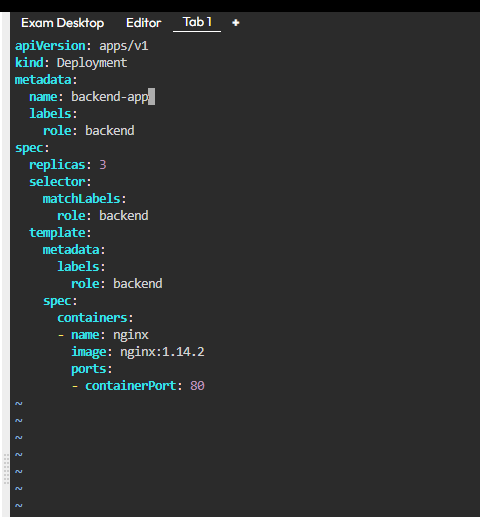 Exam Desktop Editor Tab 1 +
apiVersion: apps/v1
kind: Deployment
metadata:
  name: backend-app
  labels:
    role: backend
spec:
  replicas: 3
  selector:
    matchLabels:
      role: backend
  template:
    metadata:
      labels:
        role: backend
    spec:
      containers:
      - name: nginx
        image: nginx:1.14.2
        ports:
        - containerPort: 80
~
~
~
~
~
~
~